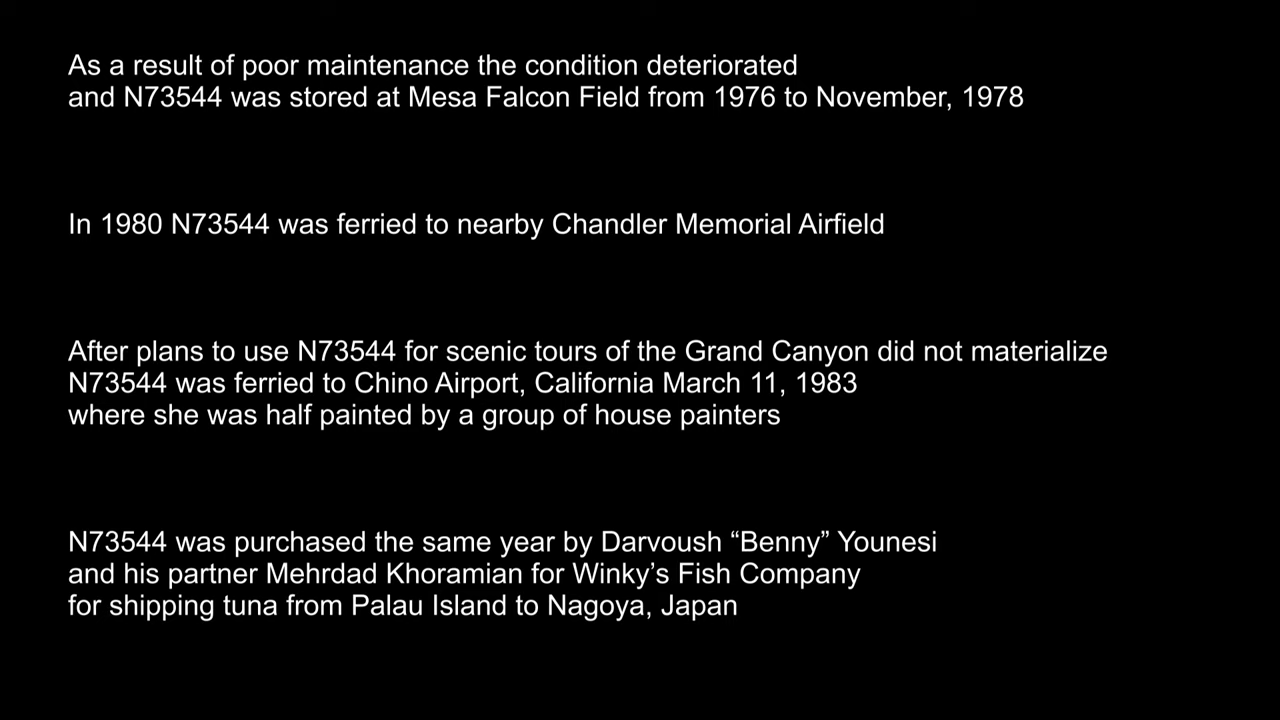 As a result of poor maintenance the condition deteriorated
and N73544 was stored at Mesa Falcon Field from 1976 to November, 1978
In 1980 N73544 was ferried to nearby Chandler Memorial Airfield
After plans to use N73544 for scenic tours of the Grand Canyon did not materialize
N73544 was ferried to Chino Airport, California March 11, 1983
where she was half painted by a group of house painters
N73544 was purchased the same year by Darvoush “Benny” Younesi
and his partner Mehrdad Khoramian for Winky’s Fish Company
for shipping tuna from Palau Island to Nagoya, Japan